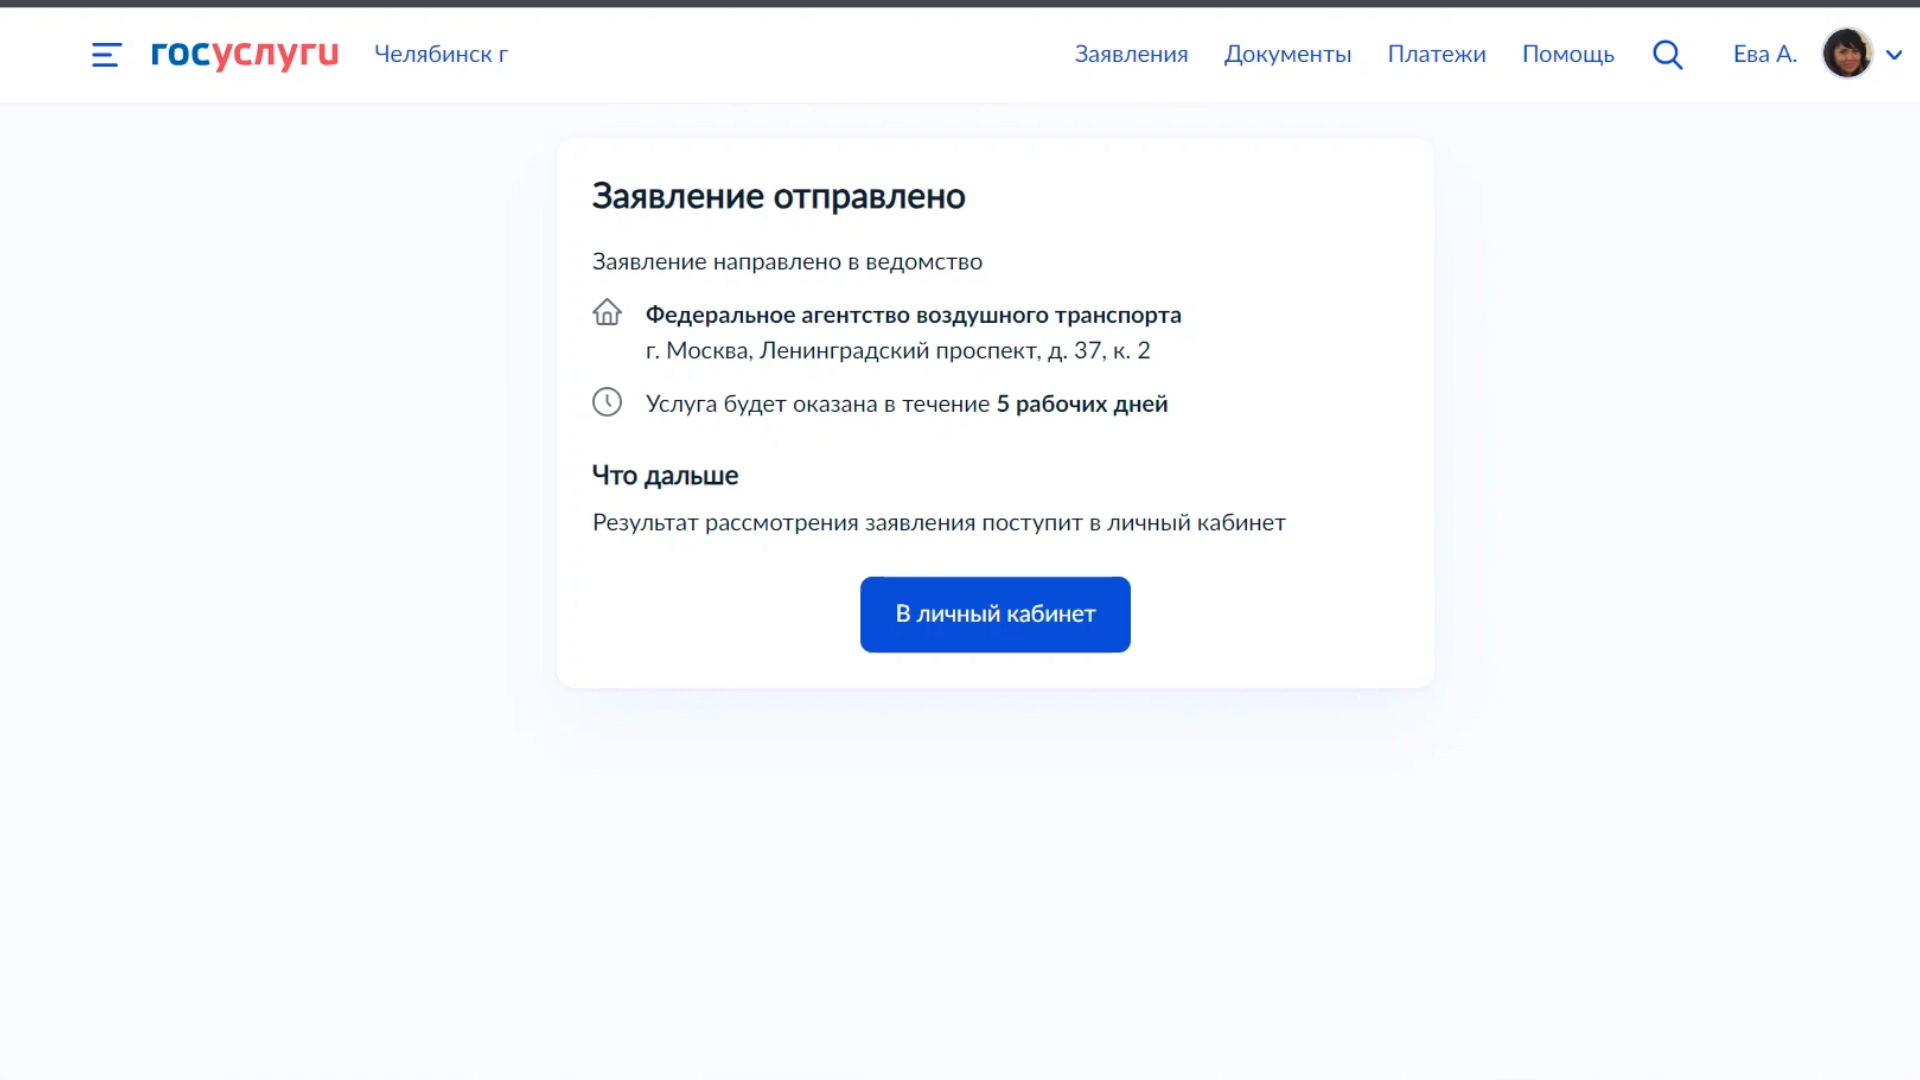 госуслуги Челябинск г Заявления Документы Платежи Помощь Ева А.
Заявление отправлено
Заявление направлено в ведомство
Федеральное агентство воздушного транспорта
г. Москва, Ленинградский проспект, д. 37, к. 2
Услуга будет оказана в течение 5 рабочих дней
Что дальше
Результат рассмотрения заявления поступит в личный кабинет
В личный кабинет